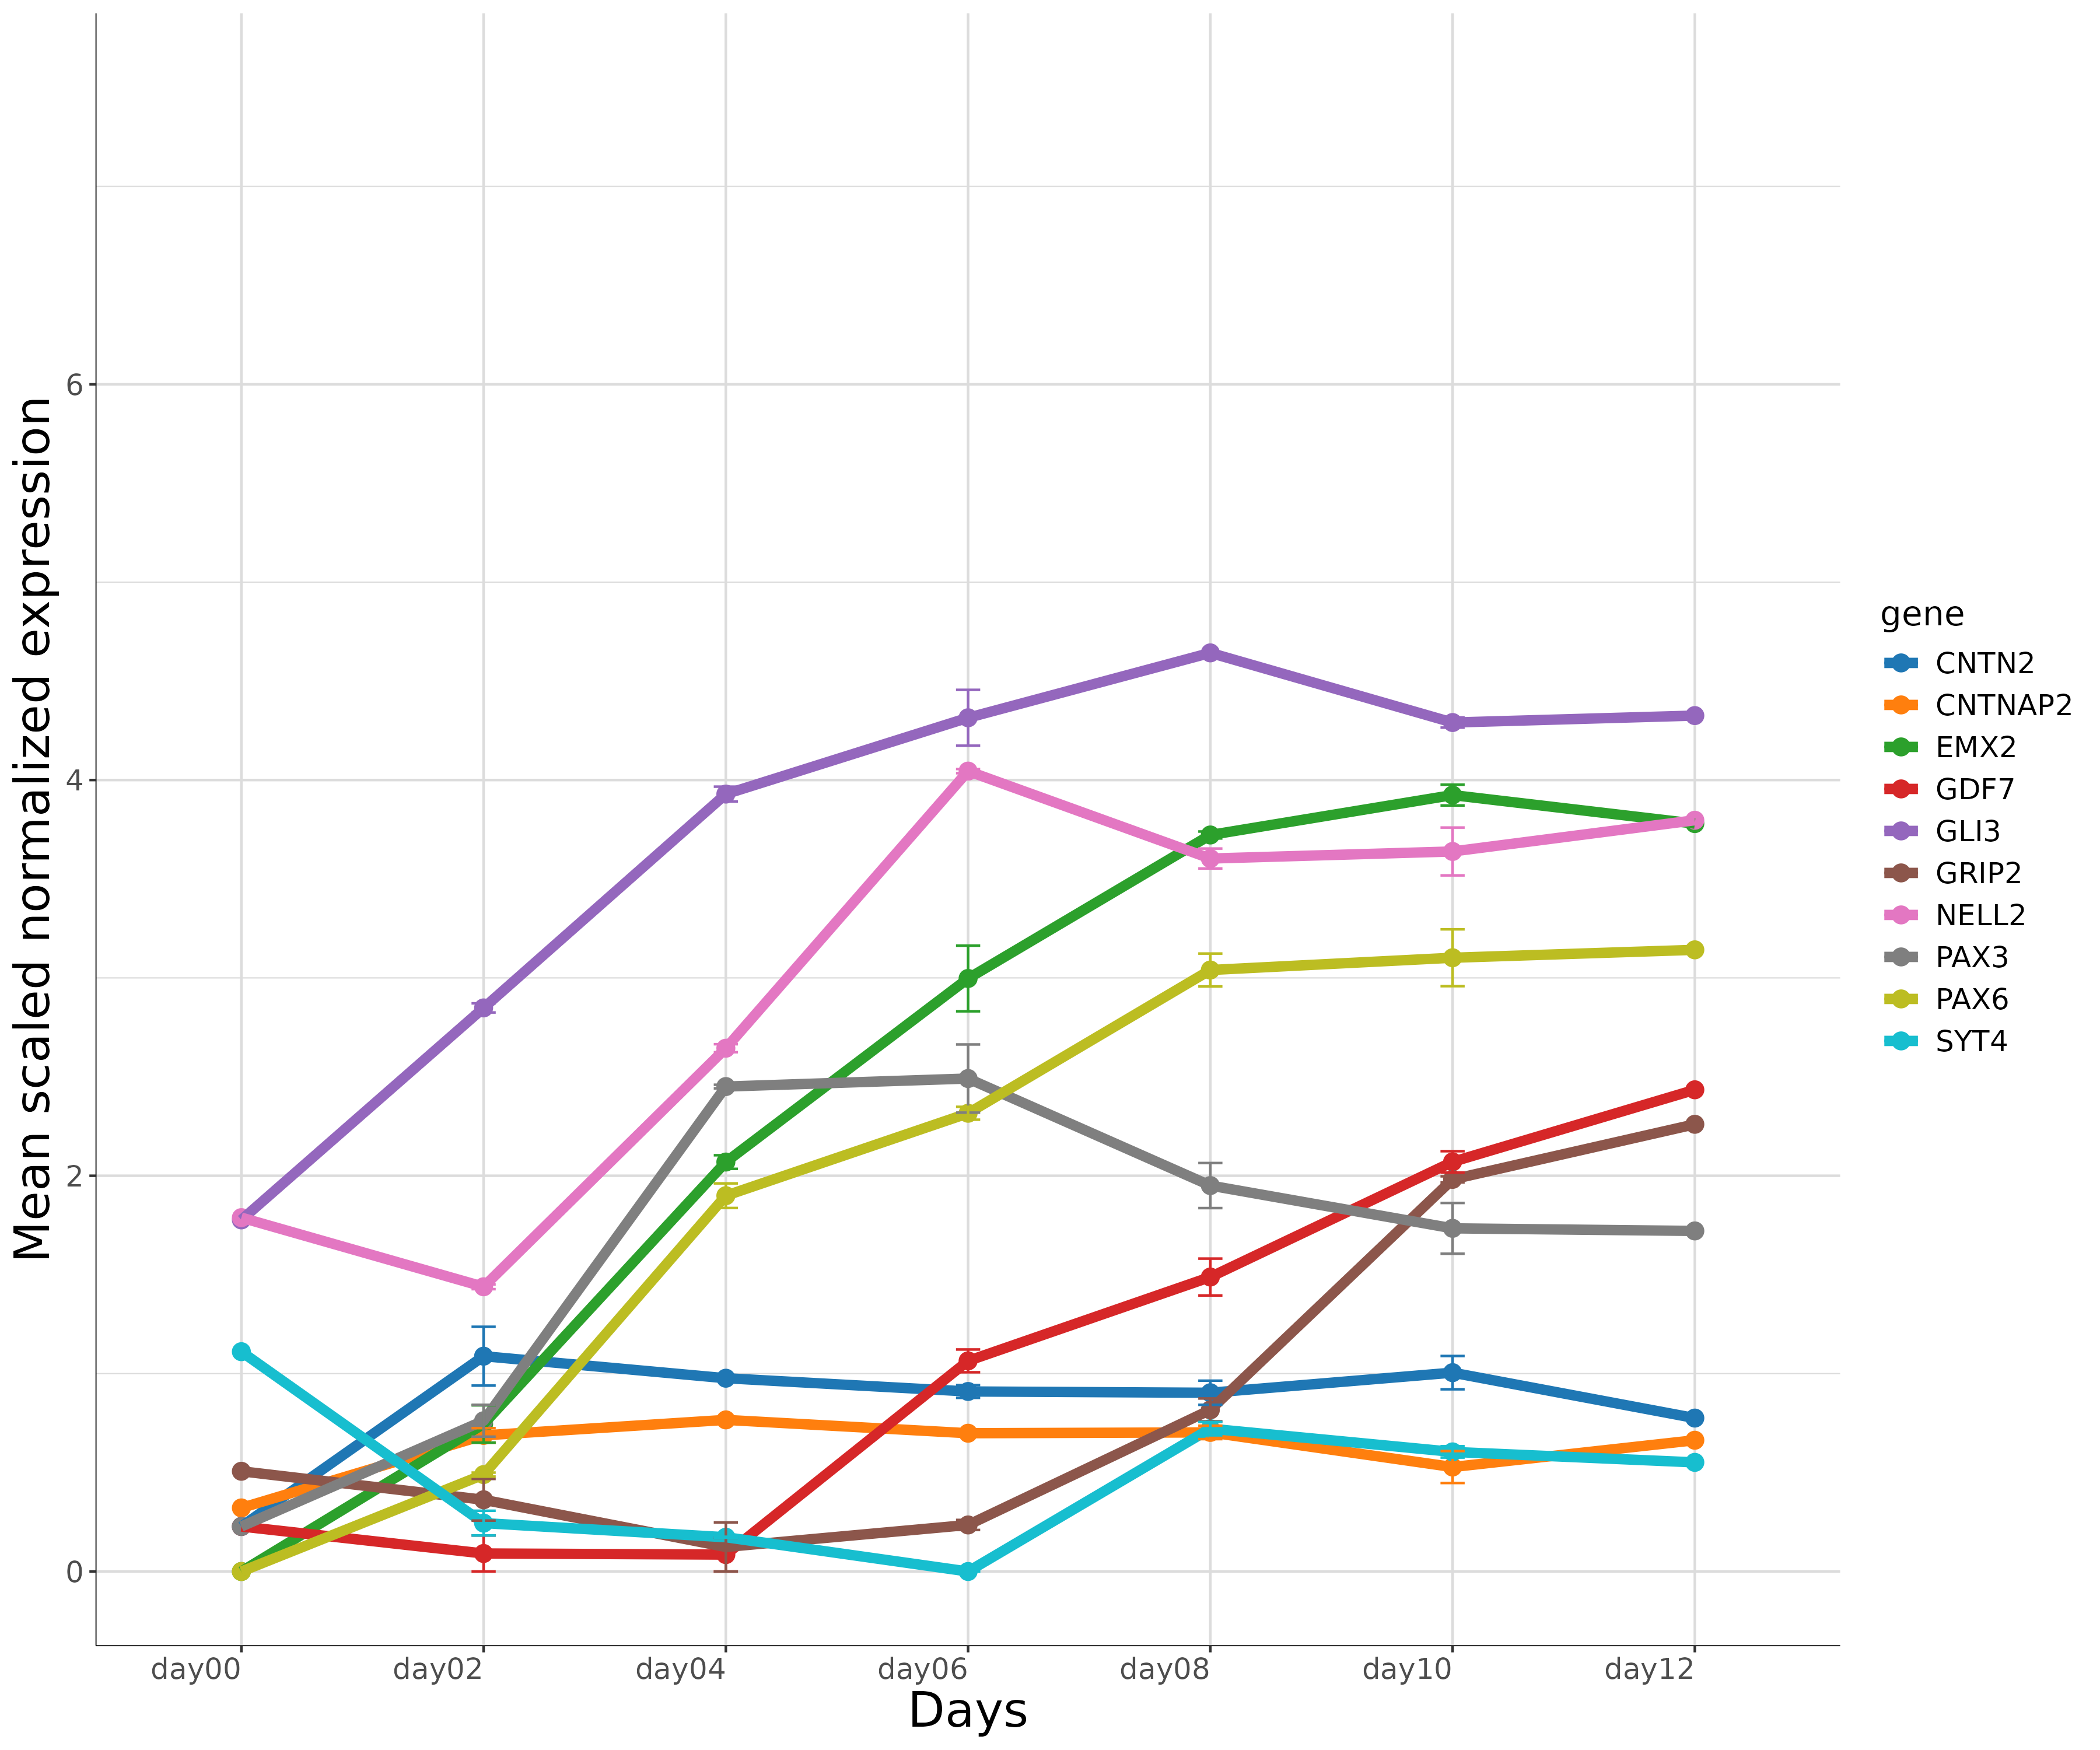 Mean scaled normalized expression
6
4
2
0
day00 day02 day04 day06 day08 day10 day12
Days
gene
CNTN2
CNTNAP2
EMX2
GDF7
GLI3
GRIP2
NELL2
PAX3
PAX6
SYT4